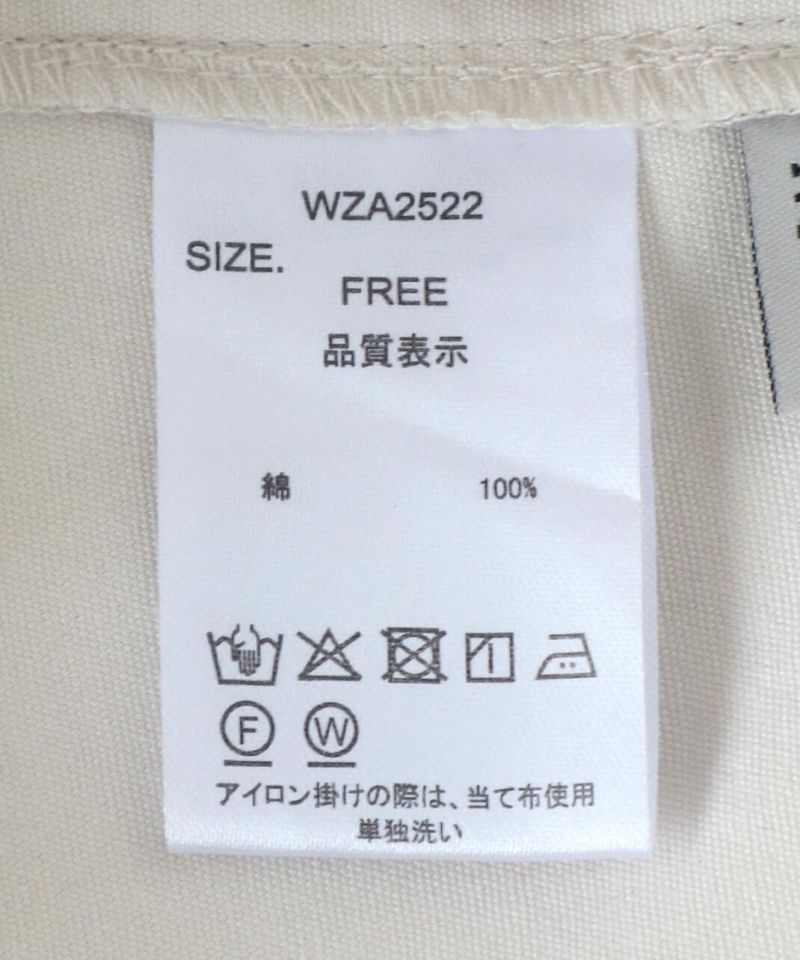 WZA2522
SIZE.
FREE
品質表示
綿 100%
F W
アイロン掛けの際は、当て布使用
単独洗い